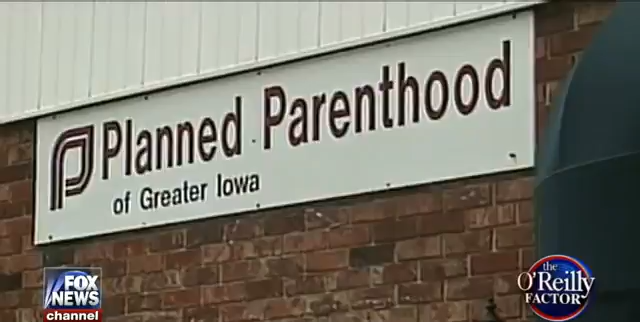 Planned Parenthood
of Greater Iowa
FOX
NEWS
channel
the
O'Reilly
FACTOR